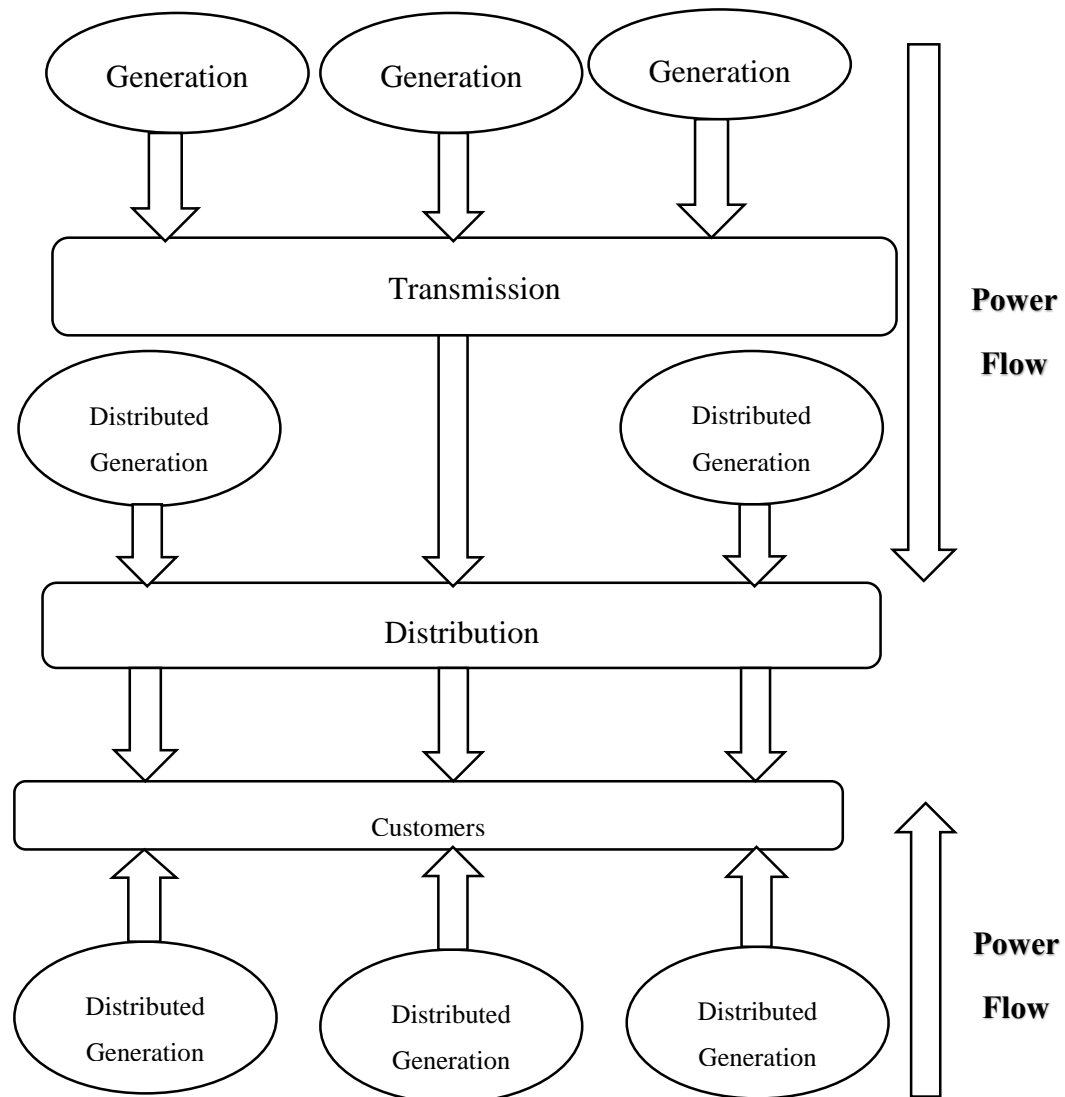 Generation
Generation
Generation
Transmission
Power
Flow
Distributed
Generation
Distributed
Generation
Distribution
Customers
Power
Flow
Distributed
Generation
Distributed
Generation
Distributed
Generation